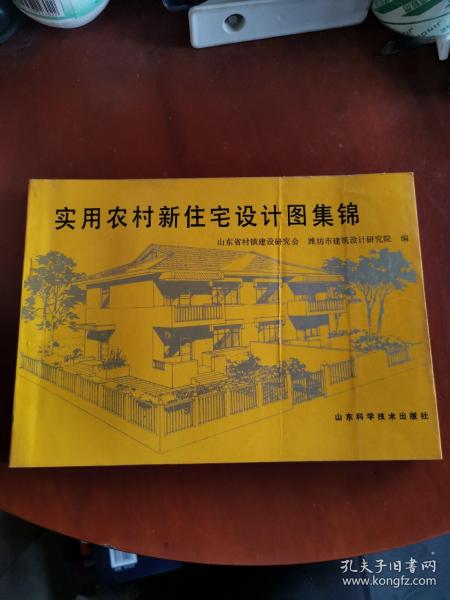 实用农村新住宅设计图集锦
山东省村镇建设研究会 潍坊市建筑设计研究院 编
山东科学技术出版社
孔夫子旧书网
www.kongfz.com